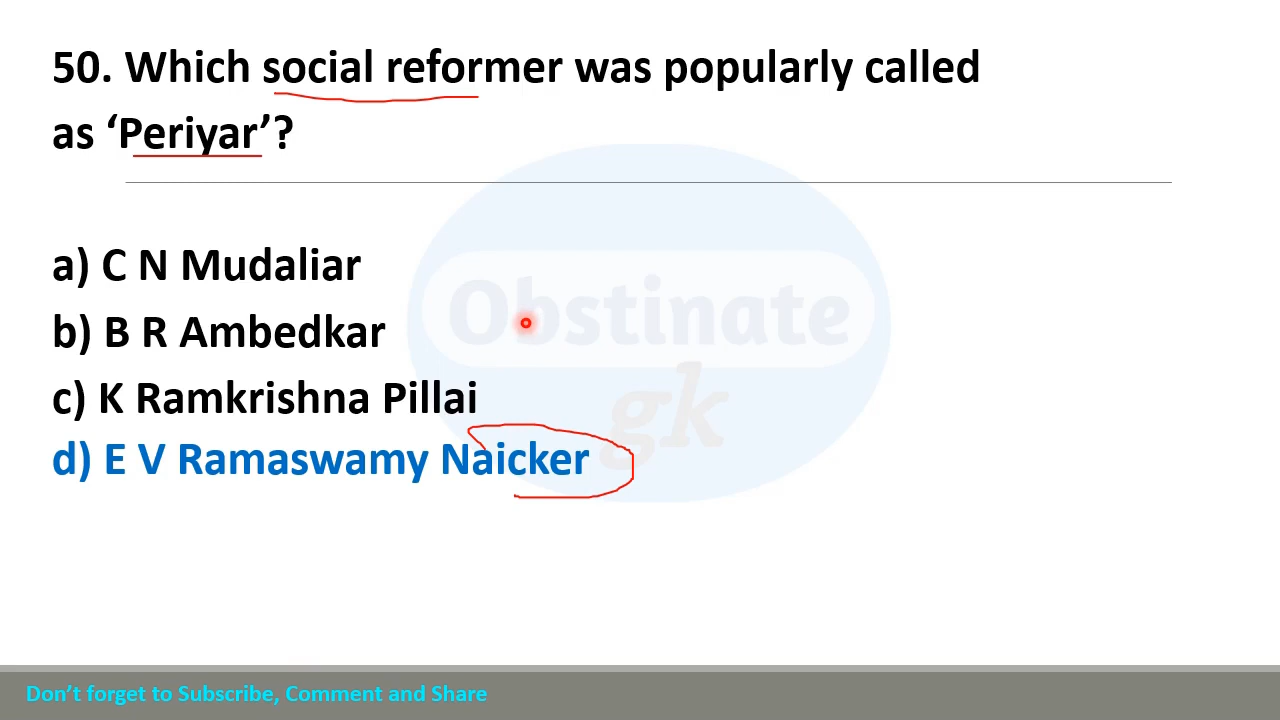 50. Which social reformer was popularly called
as ‘Periyar’?
a) C N Mudaliar
b) B R Ambedkar
c) K Ramkrishna Pillai
d) E V Ramaswamy Naicker
Obstinate
gk
Don’t forget to Subscribe, Comment and Share